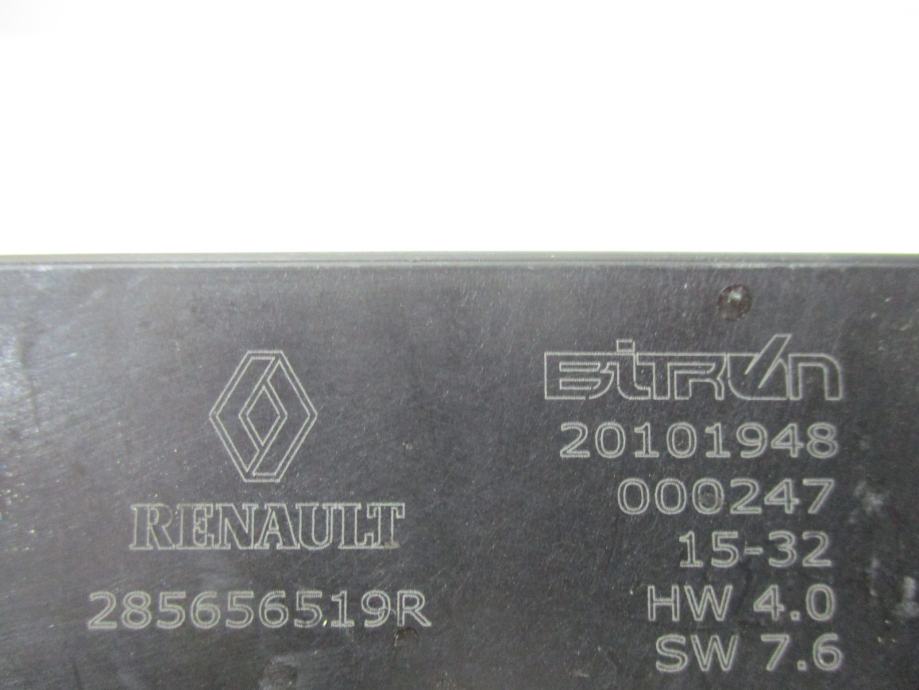 RENAULT
285656519R
BiTRON
20101948
000247
15-32
HW 4.0
SW 7.6